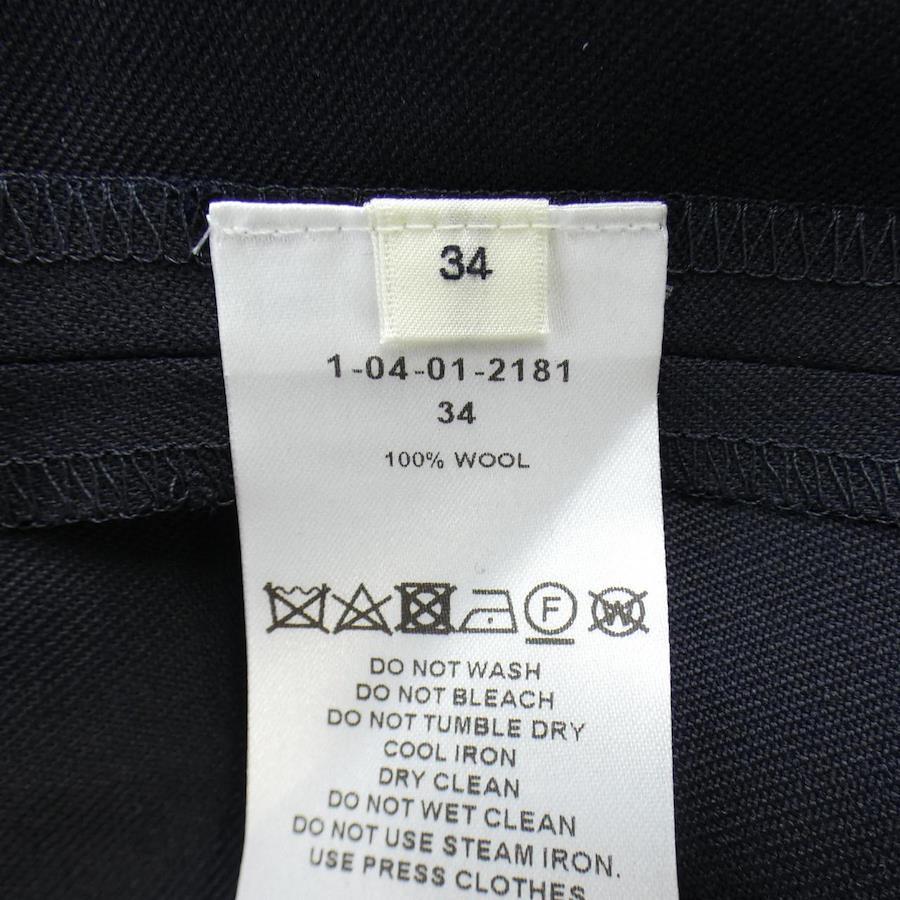 34
1-04-01-2181
34
100% WOOL
F W
DO NOT WASH
DO NOT BLEACH
DO NOT TUMBLE DRY
COOL IRON
DRY CLEAN
DO NOT WET CLEAN
DO NOT USE STEAM IRON.
USE PRESS CLOTHES